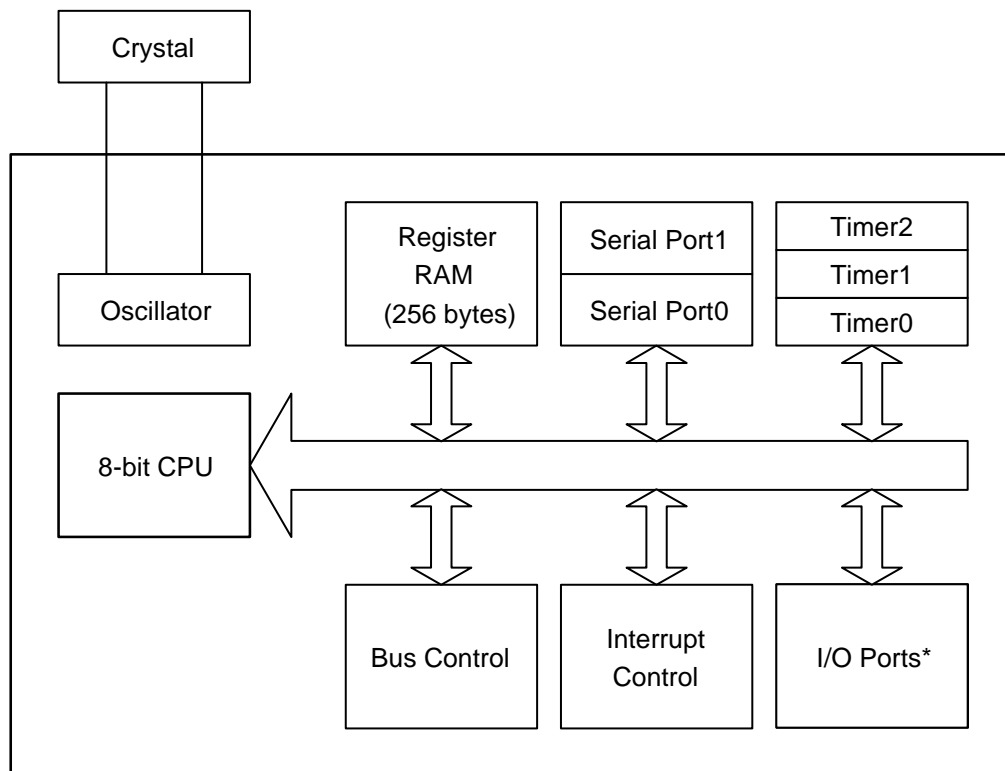 Crystal
Oscillator
Register
RAM
(256 bytes)
Serial Port1
Serial Port0
Timer2
Timer1
Timer0
8-bit CPU
Bus Control
Interrupt
Control
I/O Ports*